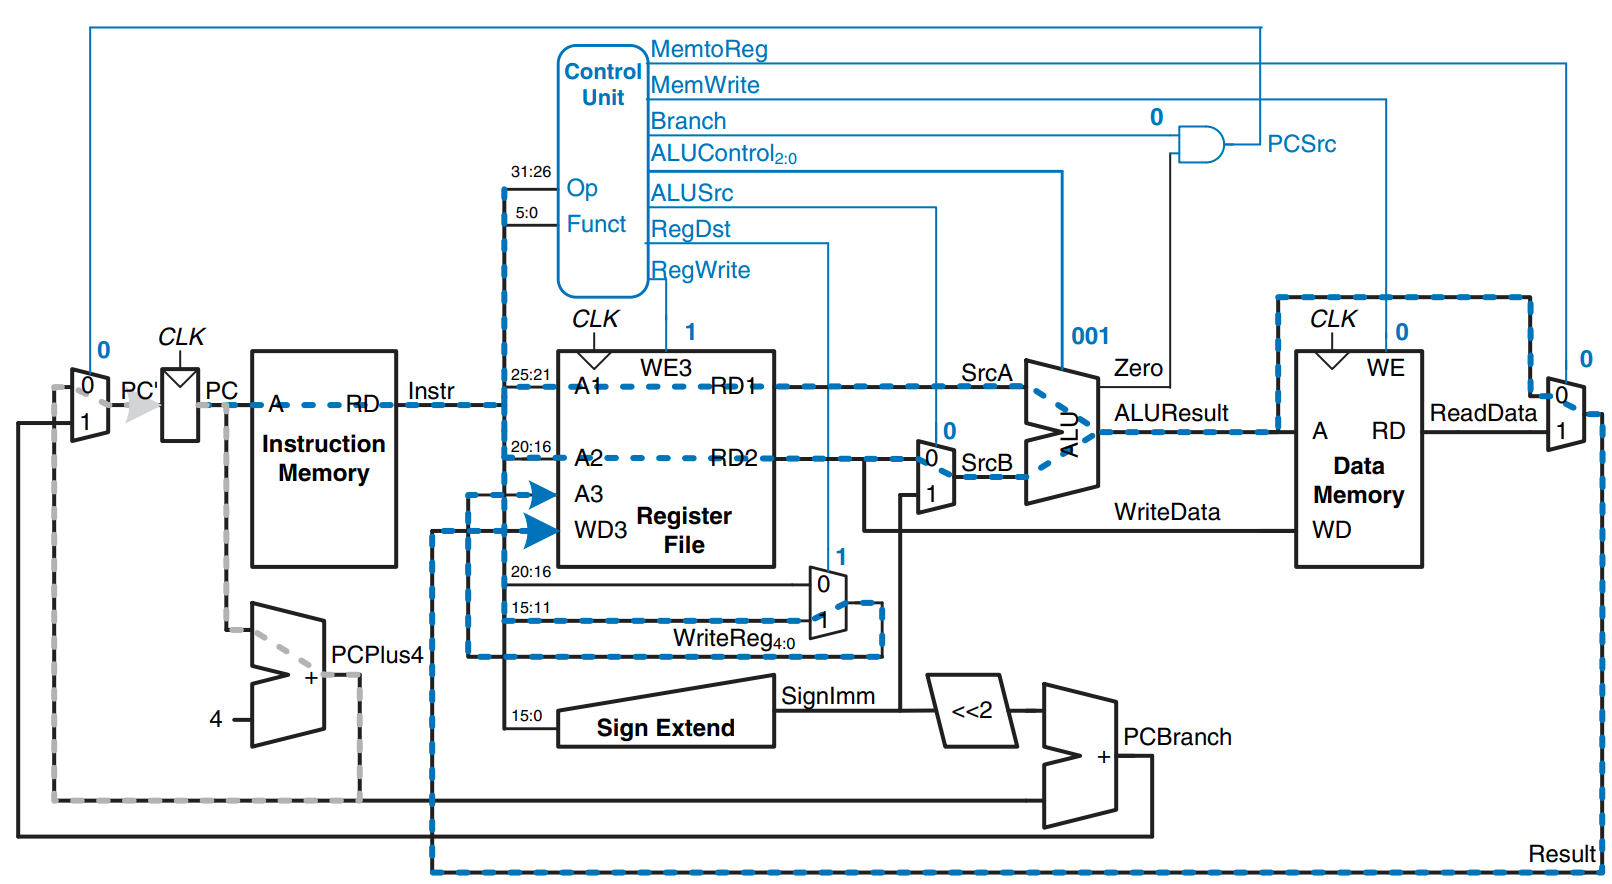 MemtoReg
Control Unit
MemWrite
Branch
0
PCSrc
ALUControl2:0
31:26
Op
ALUSrc
5:0
Funct
RegDst
RegWrite
CLK
1
001
CLK
0
0
CLK
0
WE3
Zero
WE
25:21
A1
RD1
SrcA
0
PC'
PC
A
RD
Instr
0
ALUResult
ReadData
1
A
RD
1
Instruction Memory
20:16
A2
RD2
0
SrcB
ALU
Data Memory
A3
1
WD3
Register File
WriteData
WD
1
20:16
0
15:11
1
WriteReg4:0
PCPlus4
+
4
15:0
Sign Extend
SignImm
<<2
PCBranch
+
Result